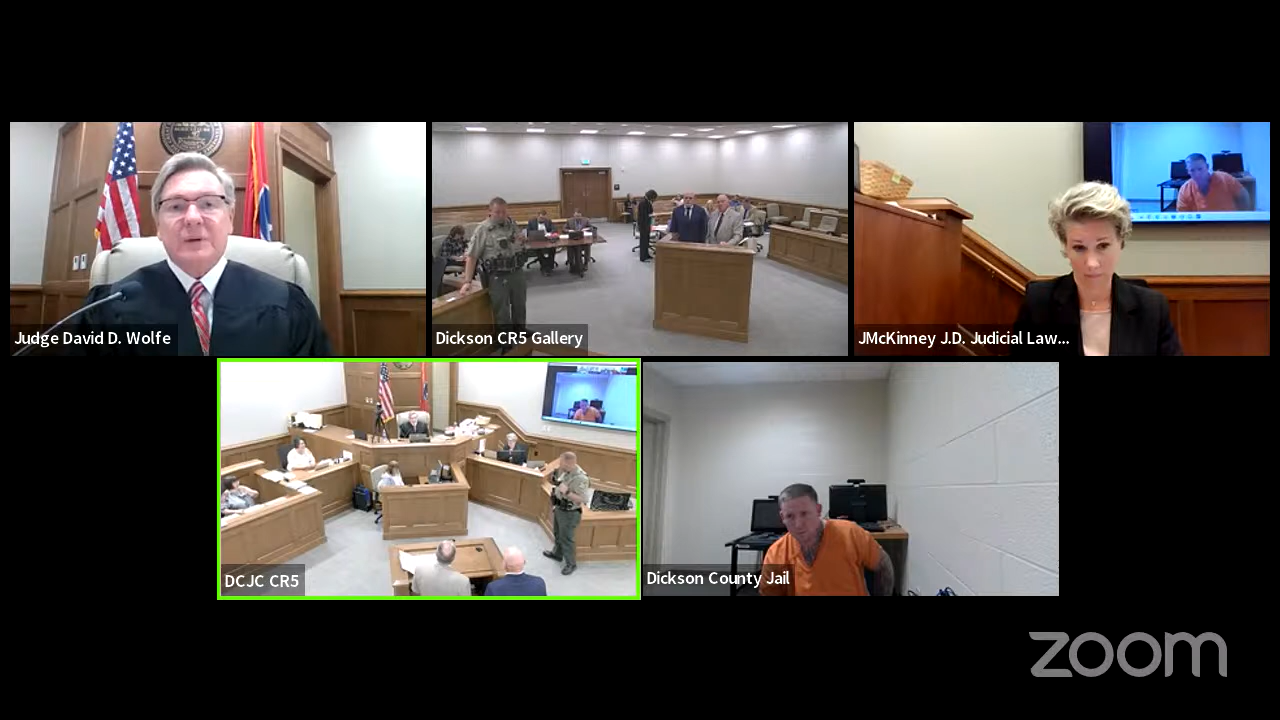 Judge David D. Wolfe
Dickson CR5 Gallery
JMcKinney J.D. Judicial Law...
DCJC CR5
Dickson County Jail
zoom